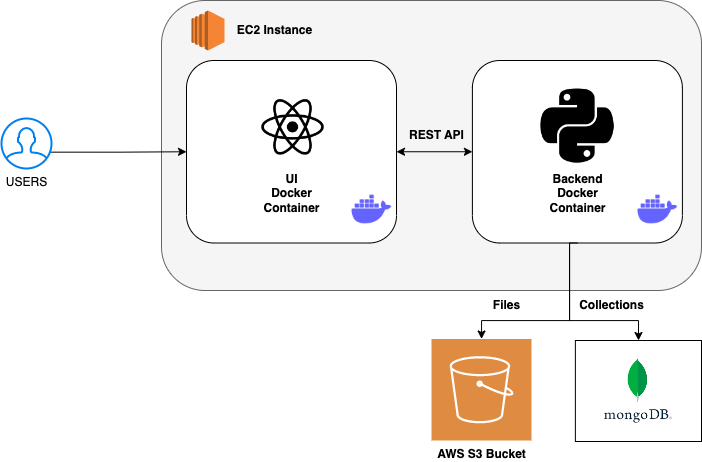 EC2 Instance
REST API
USERS
UI
Docker
Container
Backend
Docker
Container
Files
Collections
mongoDB.
AWS S3 Bucket